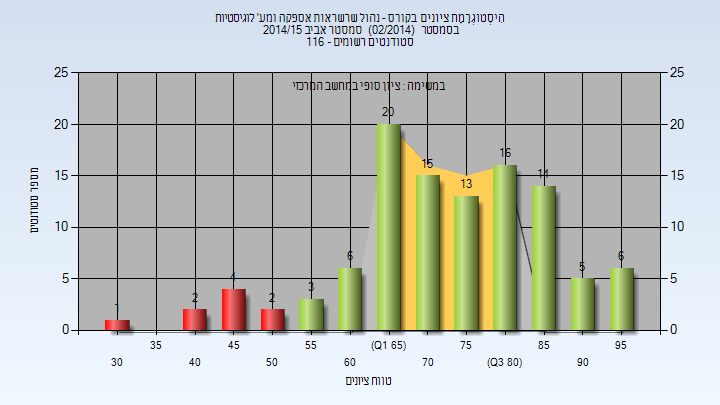 הִיסְטוֹגְרָמַת ציונים בקורס - נהול שרשראות אספקה ומע' לוגיסטיות
בסמסטר (02/2014) סמסטר אביב 2014/15
סטודנטים רשומים - 116
במשימה : ציון סופי במחשב המרכזי
מספר סטודנטים
25 25
20 20
15 15
10 10
5 5
0 0
1 2 4 2 3 6 20 15 13 16 14 5 6
30 35 40 45 50 55 60 (Q1 65) 70 75 (Q3 80) 85 90 95
טווח ציונים